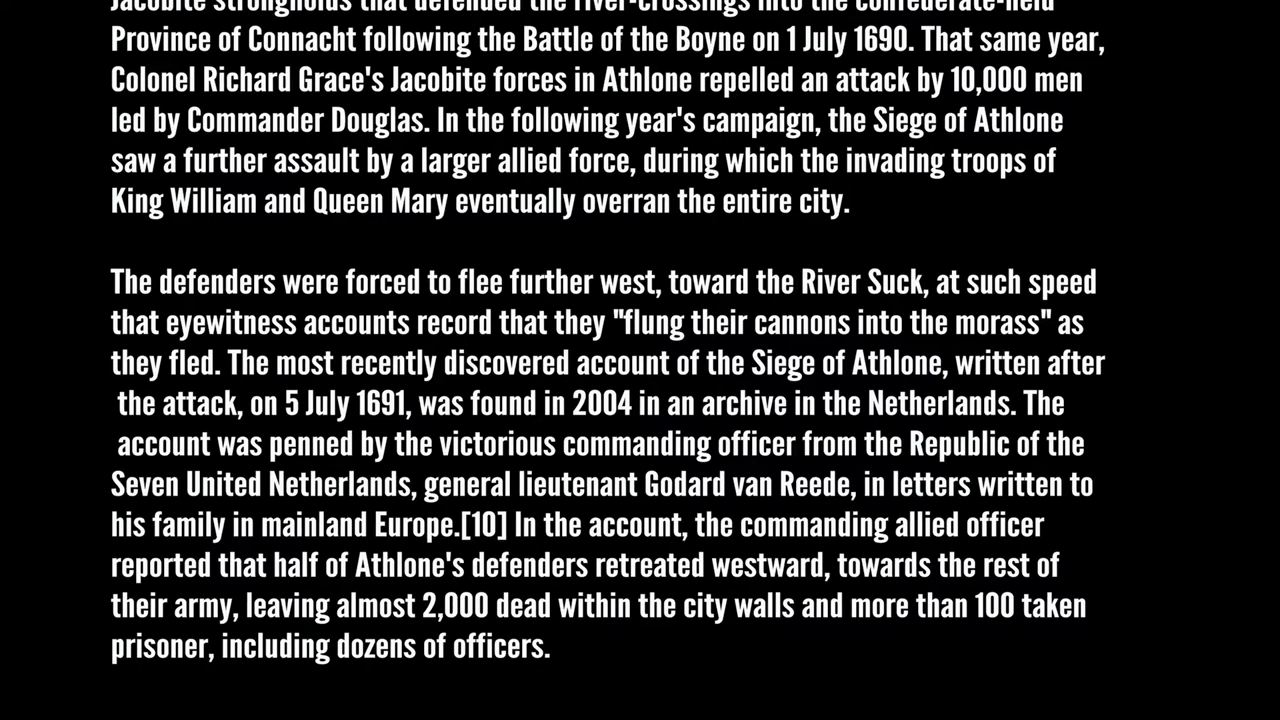 Jacobite strongholds that defended the river-crossings into the confederate-held
Province of Connacht following the Battle of the Boyne on 1 July 1690. That same year,
Colonel Richard Grace's Jacobite forces in Athlone repelled an attack by 10,000 men
led by Commander Douglas. In the following year's campaign, the Siege of Athlone
saw a further assault by a larger allied force, during which the invading troops of
King William and Queen Mary eventually overran the entire city.
The defenders were forced to flee further west, toward the River Suck, at such speed
that eyewitness accounts record that they "flung their cannons into the morass" as
they fled. The most recently discovered account of the Siege of Athlone, written after
the attack, on 5 July 1691, was found in 2004 in an archive in the Netherlands. The
account was penned by the victorious commanding officer from the Republic of the
Seven United Netherlands, general lieutenant Godard van Reede, in letters written to
his family in mainland Europe.[10] In the account, the commanding allied officer
reported that half of Athlone's defenders retreated westward, towards the rest of
their army, leaving almost 2,000 dead within the city walls and more than 100 taken
prisoner, including dozens of officers.